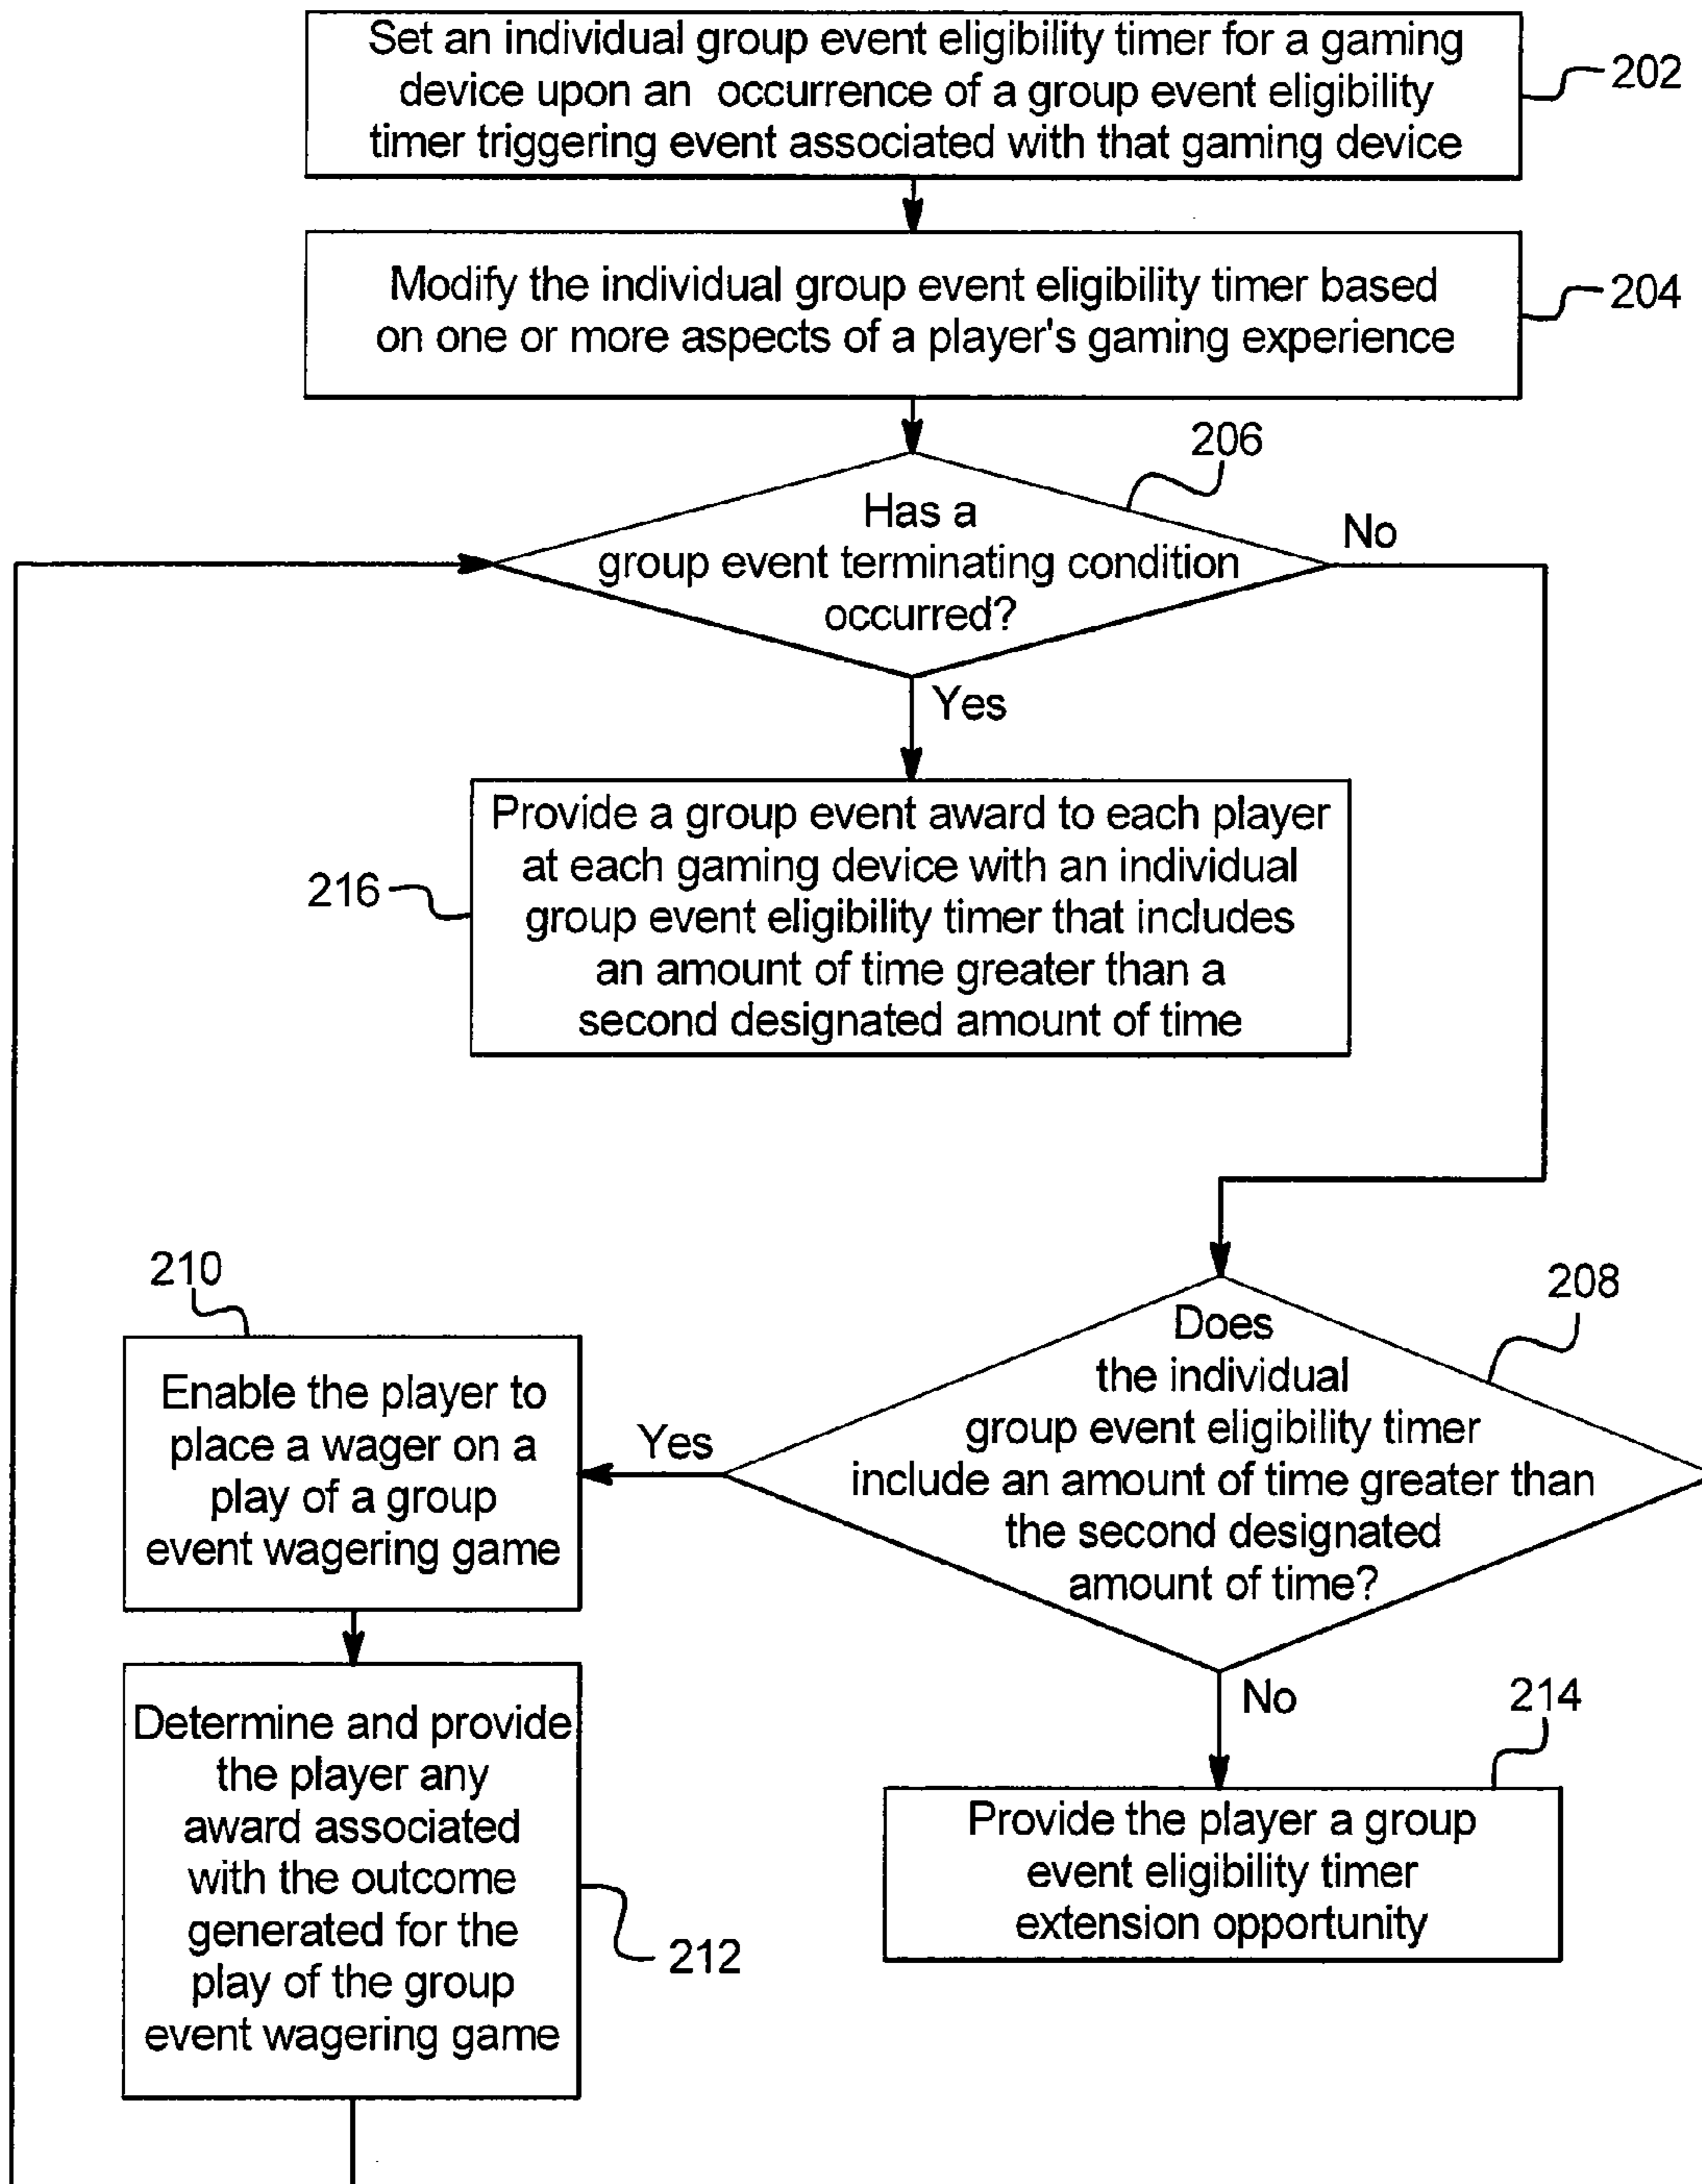 Set an individual group event eligibility timer for a gaming
device upon an occurrence of a group event eligibility
timer triggering event associated with that gaming device
202
Modify the individual group event eligibility timer based
on one or more aspects of a player's gaming experience
204
206
Has a
group event terminating condition
occurred?
No
Yes
Provide a group event award to each player
at each gaming device with an individual
group event eligibility timer that includes
an amount of time greater than a
second designated amount of time
216
208
Does
the individual
group event eligibility timer
include an amount of time greater than
the second designated
amount of time?
Yes
210
Enable the player to
place a wager on a
play of a group
event wagering game
Determine and provide
the player any
award associated
with the outcome
generated for the
play of the group
event wagering game
212
No
214
Provide the player a group
event eligibility timer
extension opportunity